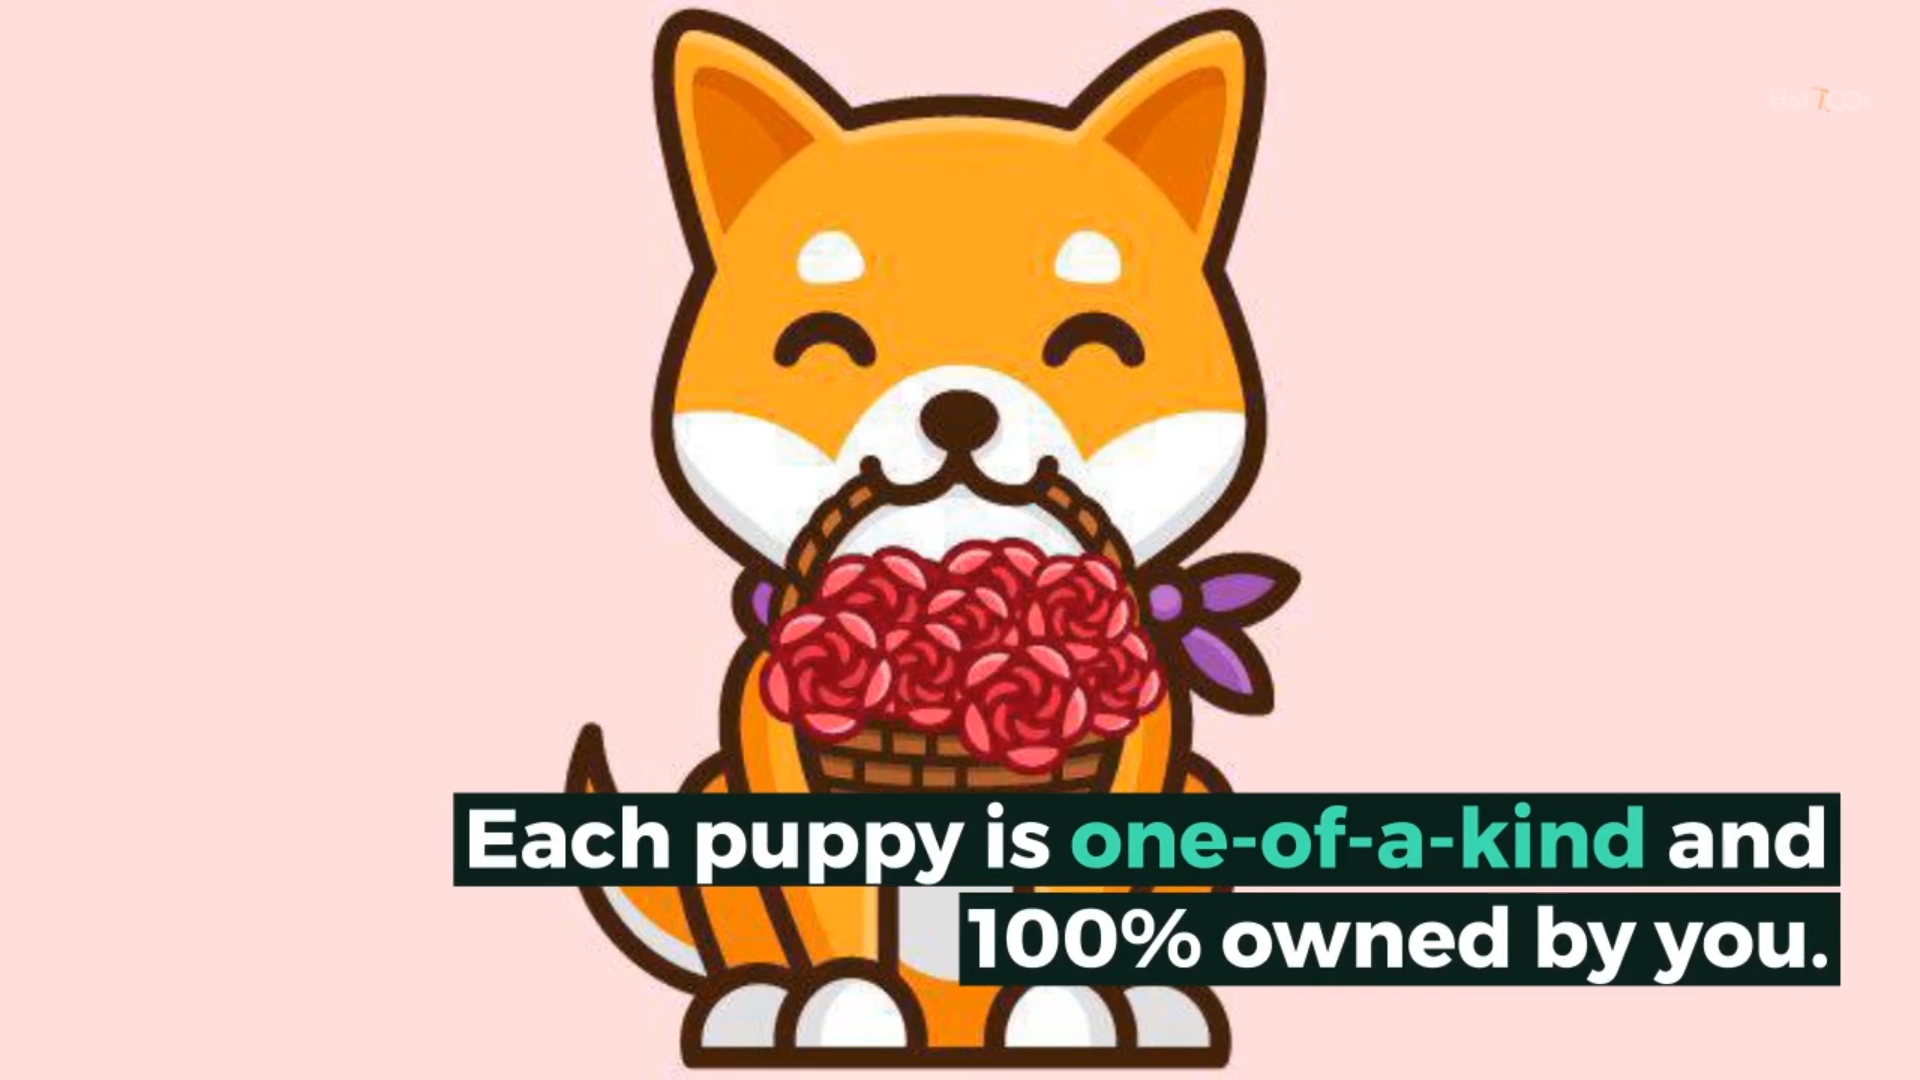 Each puppy is one-of-a-kind and
100% owned by you.